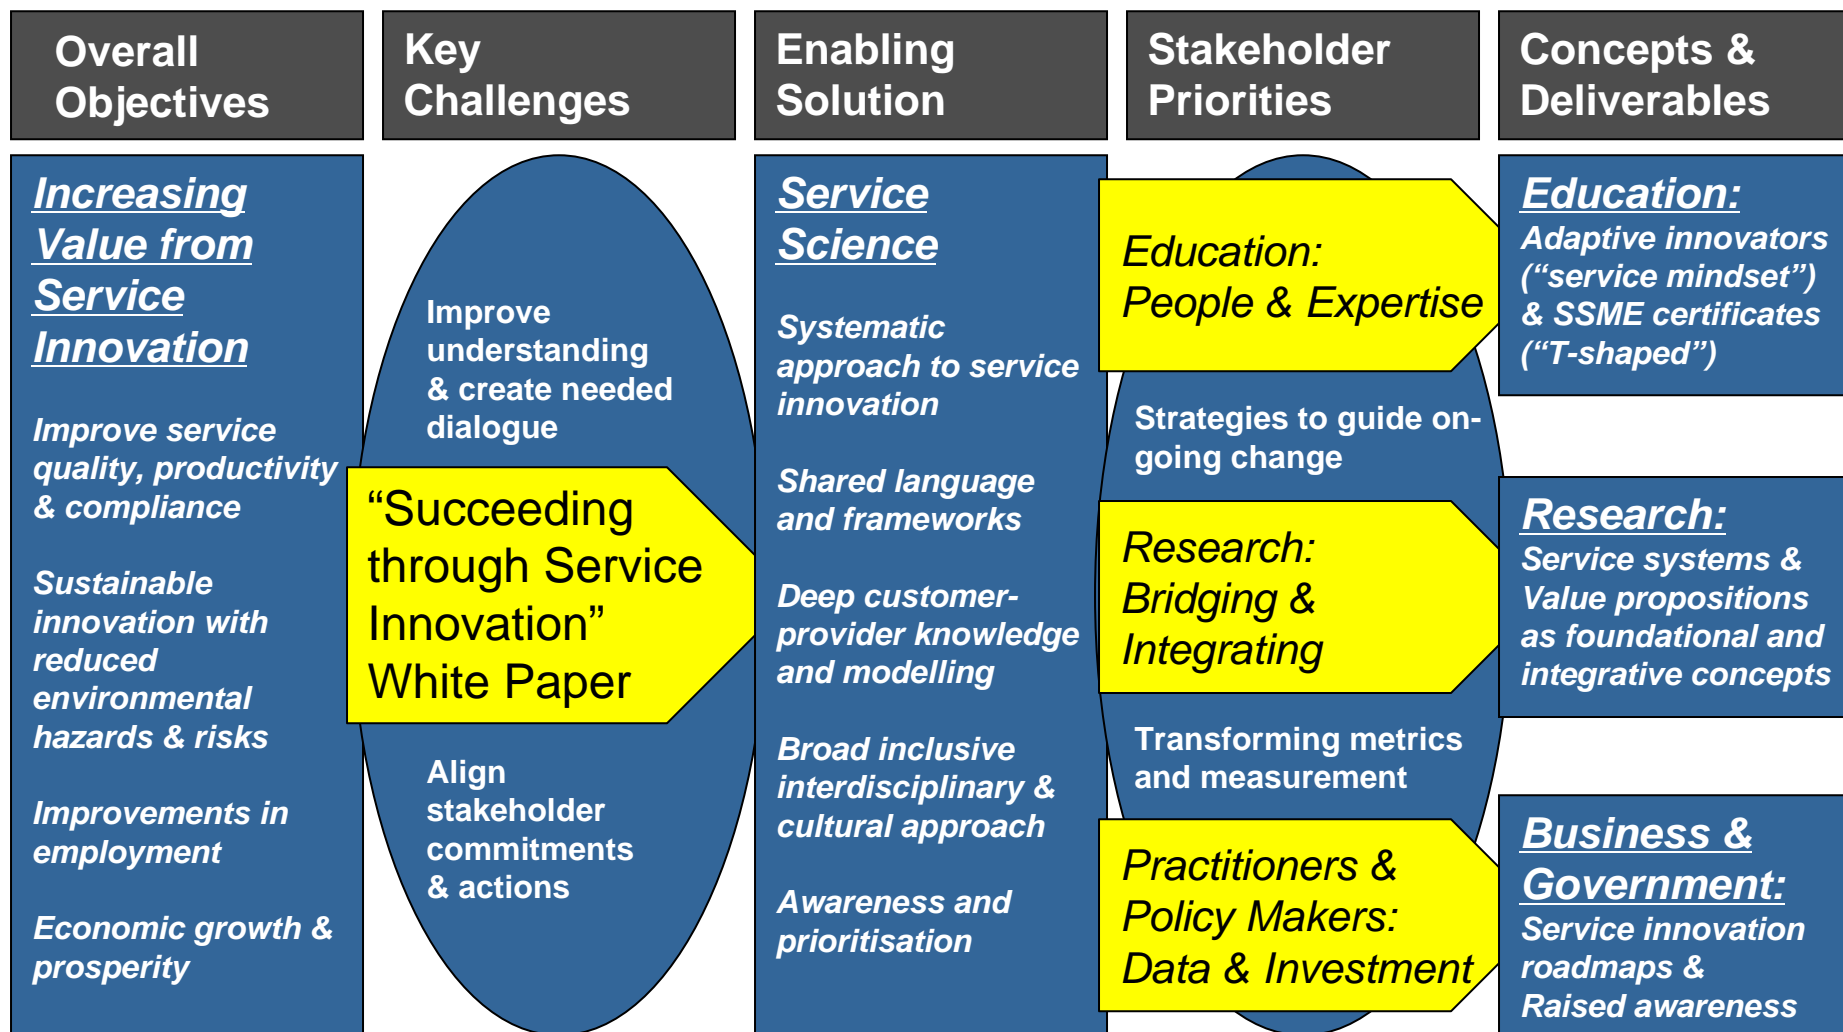 Overall
Objectives
Key
Challenges
Enabling
Solution
Stakeholder
Priorities
Concepts &
Deliverables
Increasing
Value from
Service
Innovation
Improve service
quality, productivity
& compliance
Sustainable
innovation with
reduced
environmental
hazards & risks
Improvements in
employment
Economic growth &
prosperity
Improve
understanding
& create needed
dialogue
“Succeeding
through Service
Innovation”
White Paper
Align
stakeholder
commitments
& actions
Service
Science
Systematic
approach to service
innovation
Shared language
and frameworks
Deep customer-
provider knowledge
and modelling
Broad inclusive
interdisciplinary &
cultural approach
Awareness and
prioritisation
Education:
People & Expertise
Strategies to guide on-
going change
Research:
Bridging &
Integrating
Transforming metrics
and measurement
Practitioners &
Policy Makers:
Data & Investment
Education:
Adaptive innovators
(“service mindset”)
& SSME certificates
(“T-shaped”)
Research:
Service systems &
Value propositions
as foundational and
integrative concepts
Business &
Government:
Service innovation
roadmaps &
Raised awareness